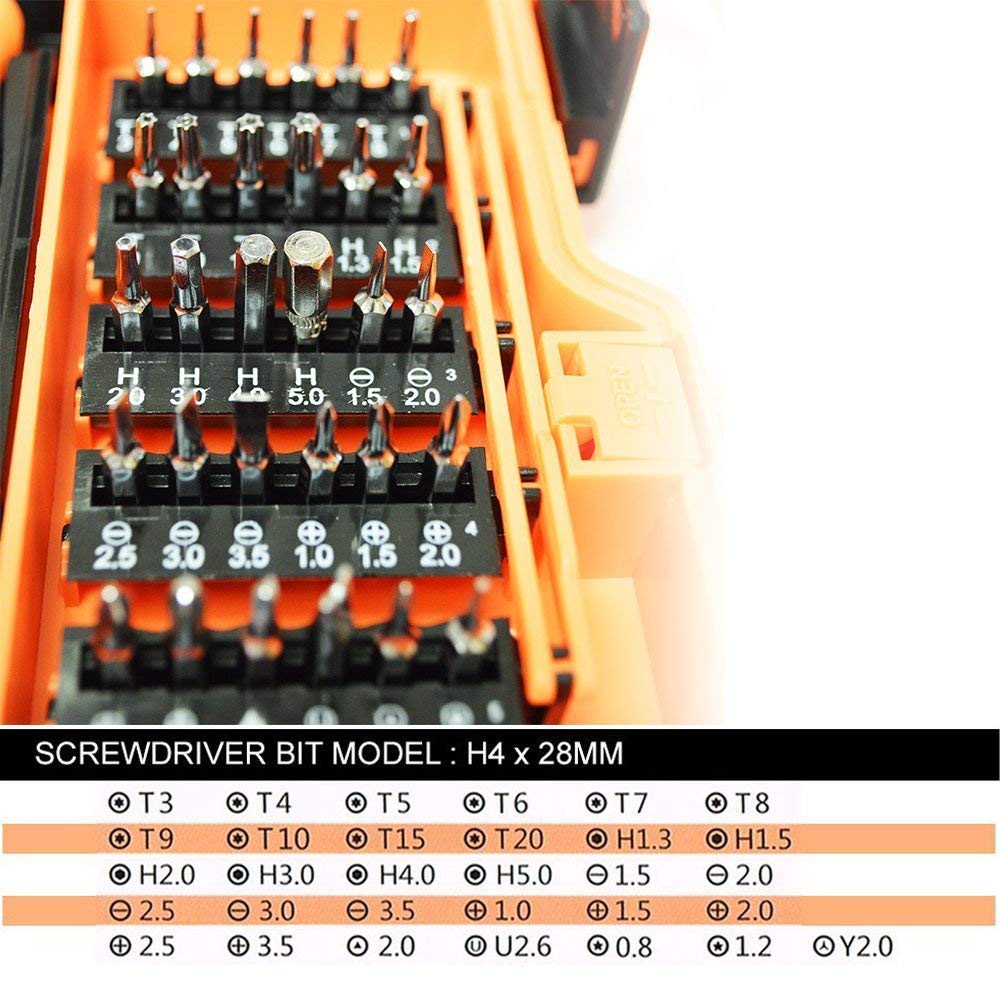 H H
1.3 1.5
H H H H ⊖ ⊖ 3
2.0 3.0 4.0 5.0 1.5 2.0
OPEN
⊖ ⊖ ⊖ ⊕ ⊕ ⊕ 4
2.5 3.0 3.5 1.0 1.5 2.0
SCREWDRIVER BIT MODEL : H4 x 28MM
T3 T4 T5 T6 T7 T8
T9 T10 T15 T20 H1.3 H1.5
H2.0 H3.0 H4.0 H5.0 ⊖ 1.5 ⊖ 2.0
⊖ 2.5 ⊖ 3.0 ⊖ 3.5 ⊕ 1.0 ⊕ 1.5 ⊕ 2.0
⊕ 2.5 ⊕ 3.5 2.0 U2.6 0.8 1.2 Y2.0